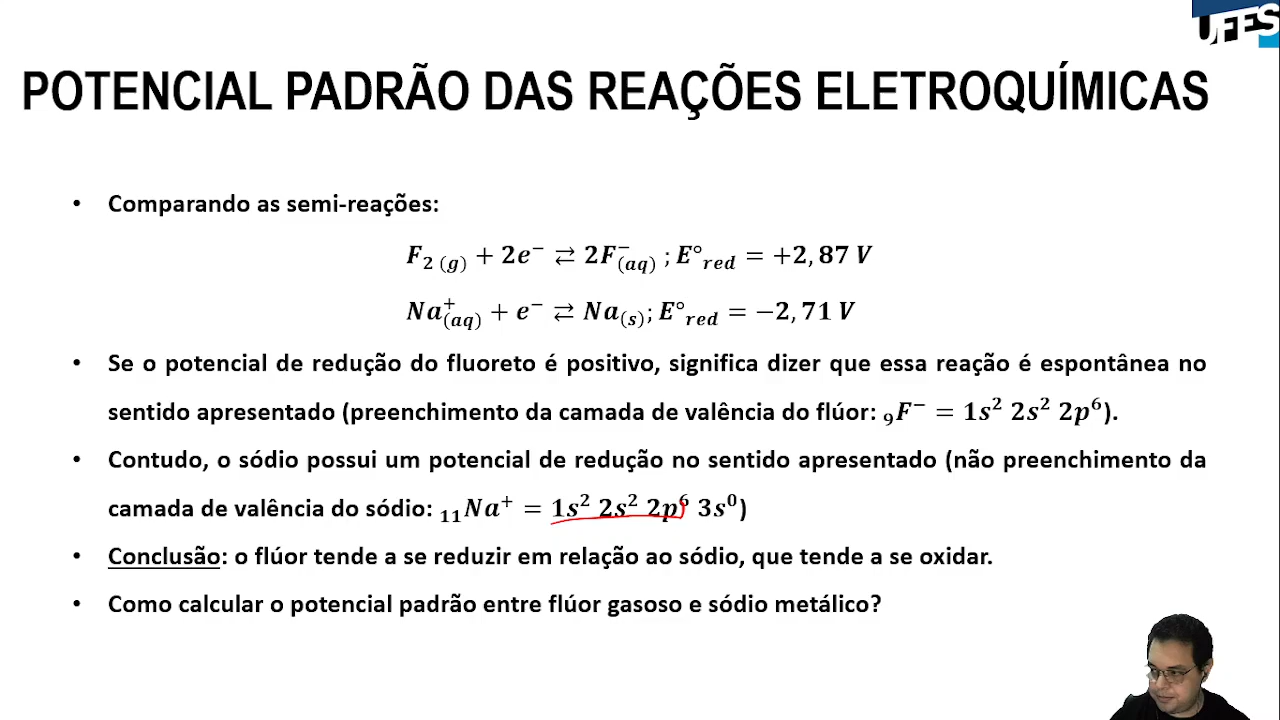 UFES
POTENCIAL PADRÃO DAS REAÇÕES ELETROQUÍMICAS
• Comparando as semi-reações:
F₂ (g) + 2e⁻ ⇄ 2F⁻(aq) ; E°red = +2,87 V
Na⁺(aq) + e⁻ ⇄ Na(s); E°red = −2,71 V
• Se o potencial de redução do fluoreto é positivo, significa dizer que essa reação é espontânea no
sentido apresentado (preenchimento da camada de valência do flúor: ₉F⁻ = 1s² 2s² 2p⁶).
• Contudo, o sódio possui um potencial de redução no sentido apresentado (não preenchimento da
camada de valência do sódio: ₁₁Na⁺ = 1s² 2s² 2p⁶ 3s⁰)
• Conclusão: o flúor tende a se reduzir em relação ao sódio, que tende a se oxidar.
• Como calcular o potencial padrão entre flúor gasoso e sódio metálico?